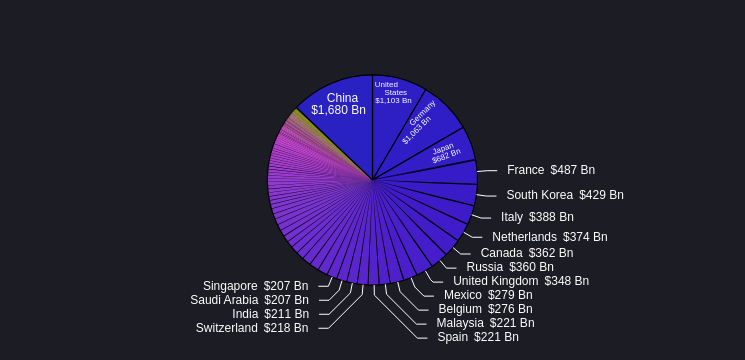 China
$1,680 Bn
United
States
$1,103 Bn
Germany
$1,063 Bn
Japan
$682 Bn
France $487 Bn
South Korea $429 Bn
Italy $388 Bn
Netherlands $374 Bn
Canada $362 Bn
Russia $360 Bn
United Kingdom $348 Bn
Mexico $279 Bn
Belgium $276 Bn
Malaysia $221 Bn
Spain $221 Bn
Singapore $207 Bn
Saudi Arabia $207 Bn
India $211 Bn
Switzerland $218 Bn